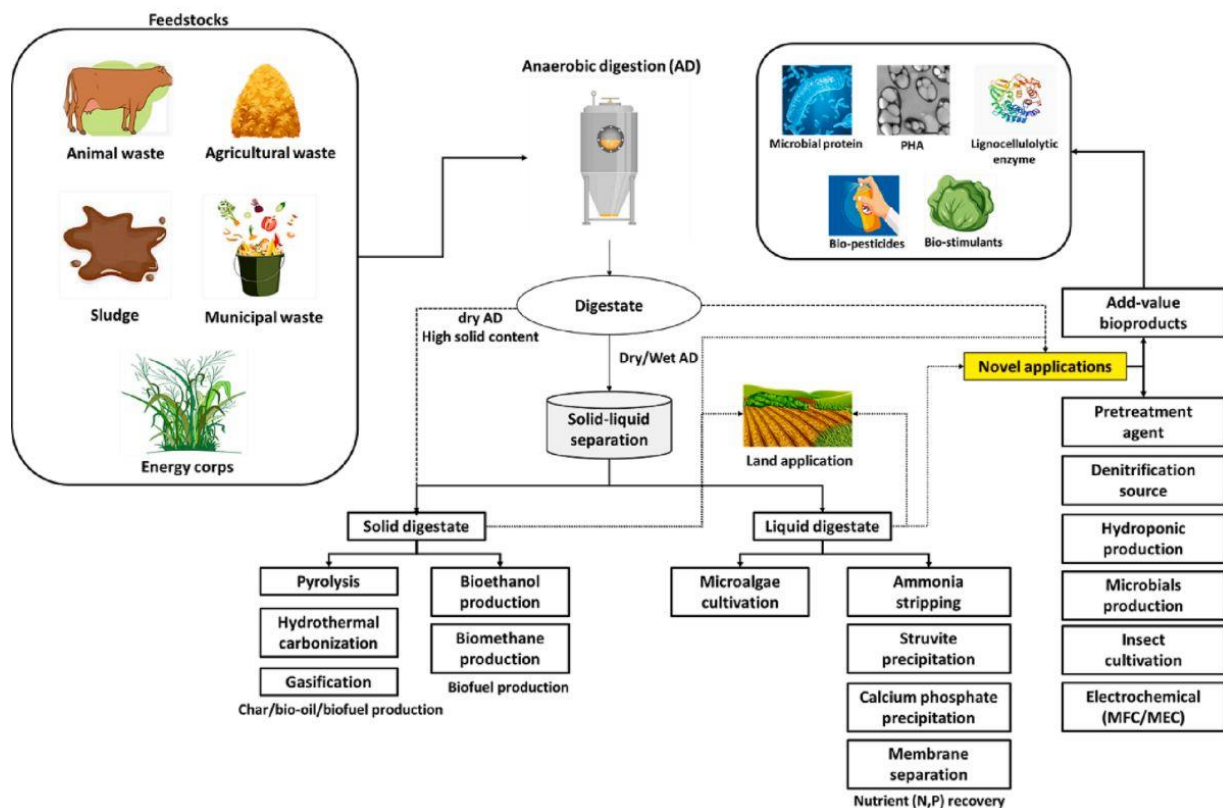 Feedstocks
Animal waste
Agricultural waste
Sludge
Municipal waste
Energy corps
Anaerobic digestion (AD)
Microbial protein
PHA
Lignocellulolytic
enzyme
Bio-pesticides
Bio-stimulants
Digestate
dry AD
High solid content
Dry/Wet AD
Solid-liquid
separation
Land application
Add-value
bioproducts
Novel applications
Pretreatment
agent
Denitrification
source
Hydroponic
production
Microbials
production
Insect
cultivation
Electrochemical
(MFC/MEC)
Solid digestate
Liquid digestate
Pyrolysis
Hydrothermal
carbonization
Gasification
Char/bio-oil/biofuel production
Bioethanol
production
Biomethane
production
Biofuel production
Microalgae
cultivation
Ammonia
stripping
Struvite
precipitation
Calcium phosphate
precipitation
Membrane
separation
Nutrient (N,P) recovery